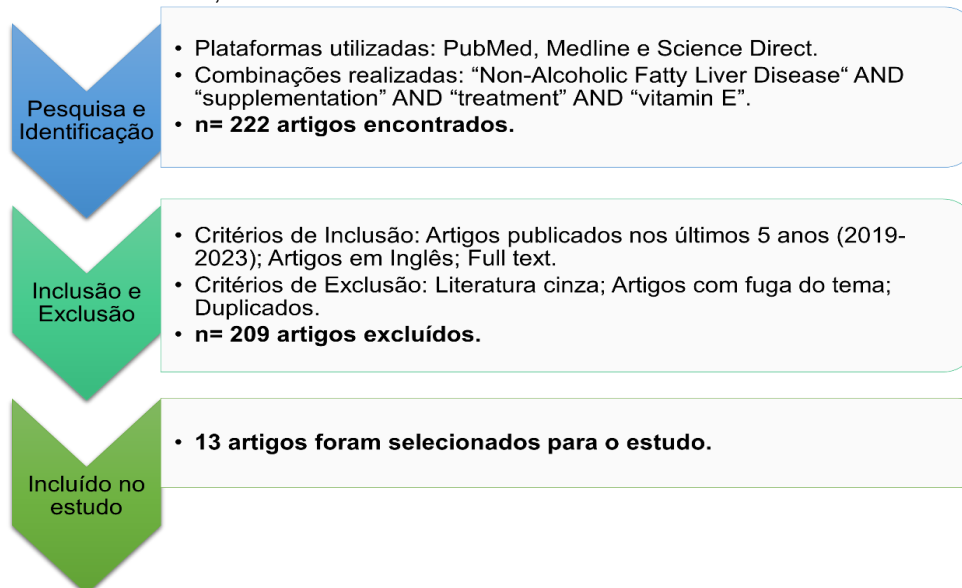 Pesquisa e
Identificação
• Plataformas utilizadas: PubMed, Medline e Science Direct.
• Combinações realizadas: “Non-Alcoholic Fatty Liver Disease“ AND
“supplementation” AND “treatment” AND “vitamin E”.
• n= 222 artigos encontrados.
Inclusão e
Exclusão
• Critérios de Inclusão: Artigos publicados nos últimos 5 anos (2019-
2023); Artigos em Inglês; Full text.
• Critérios de Exclusão: Literatura cinza; Artigos com fuga do tema;
Duplicados.
• n= 209 artigos excluídos.
Incluído no
estudo
• 13 artigos foram selecionados para o estudo.